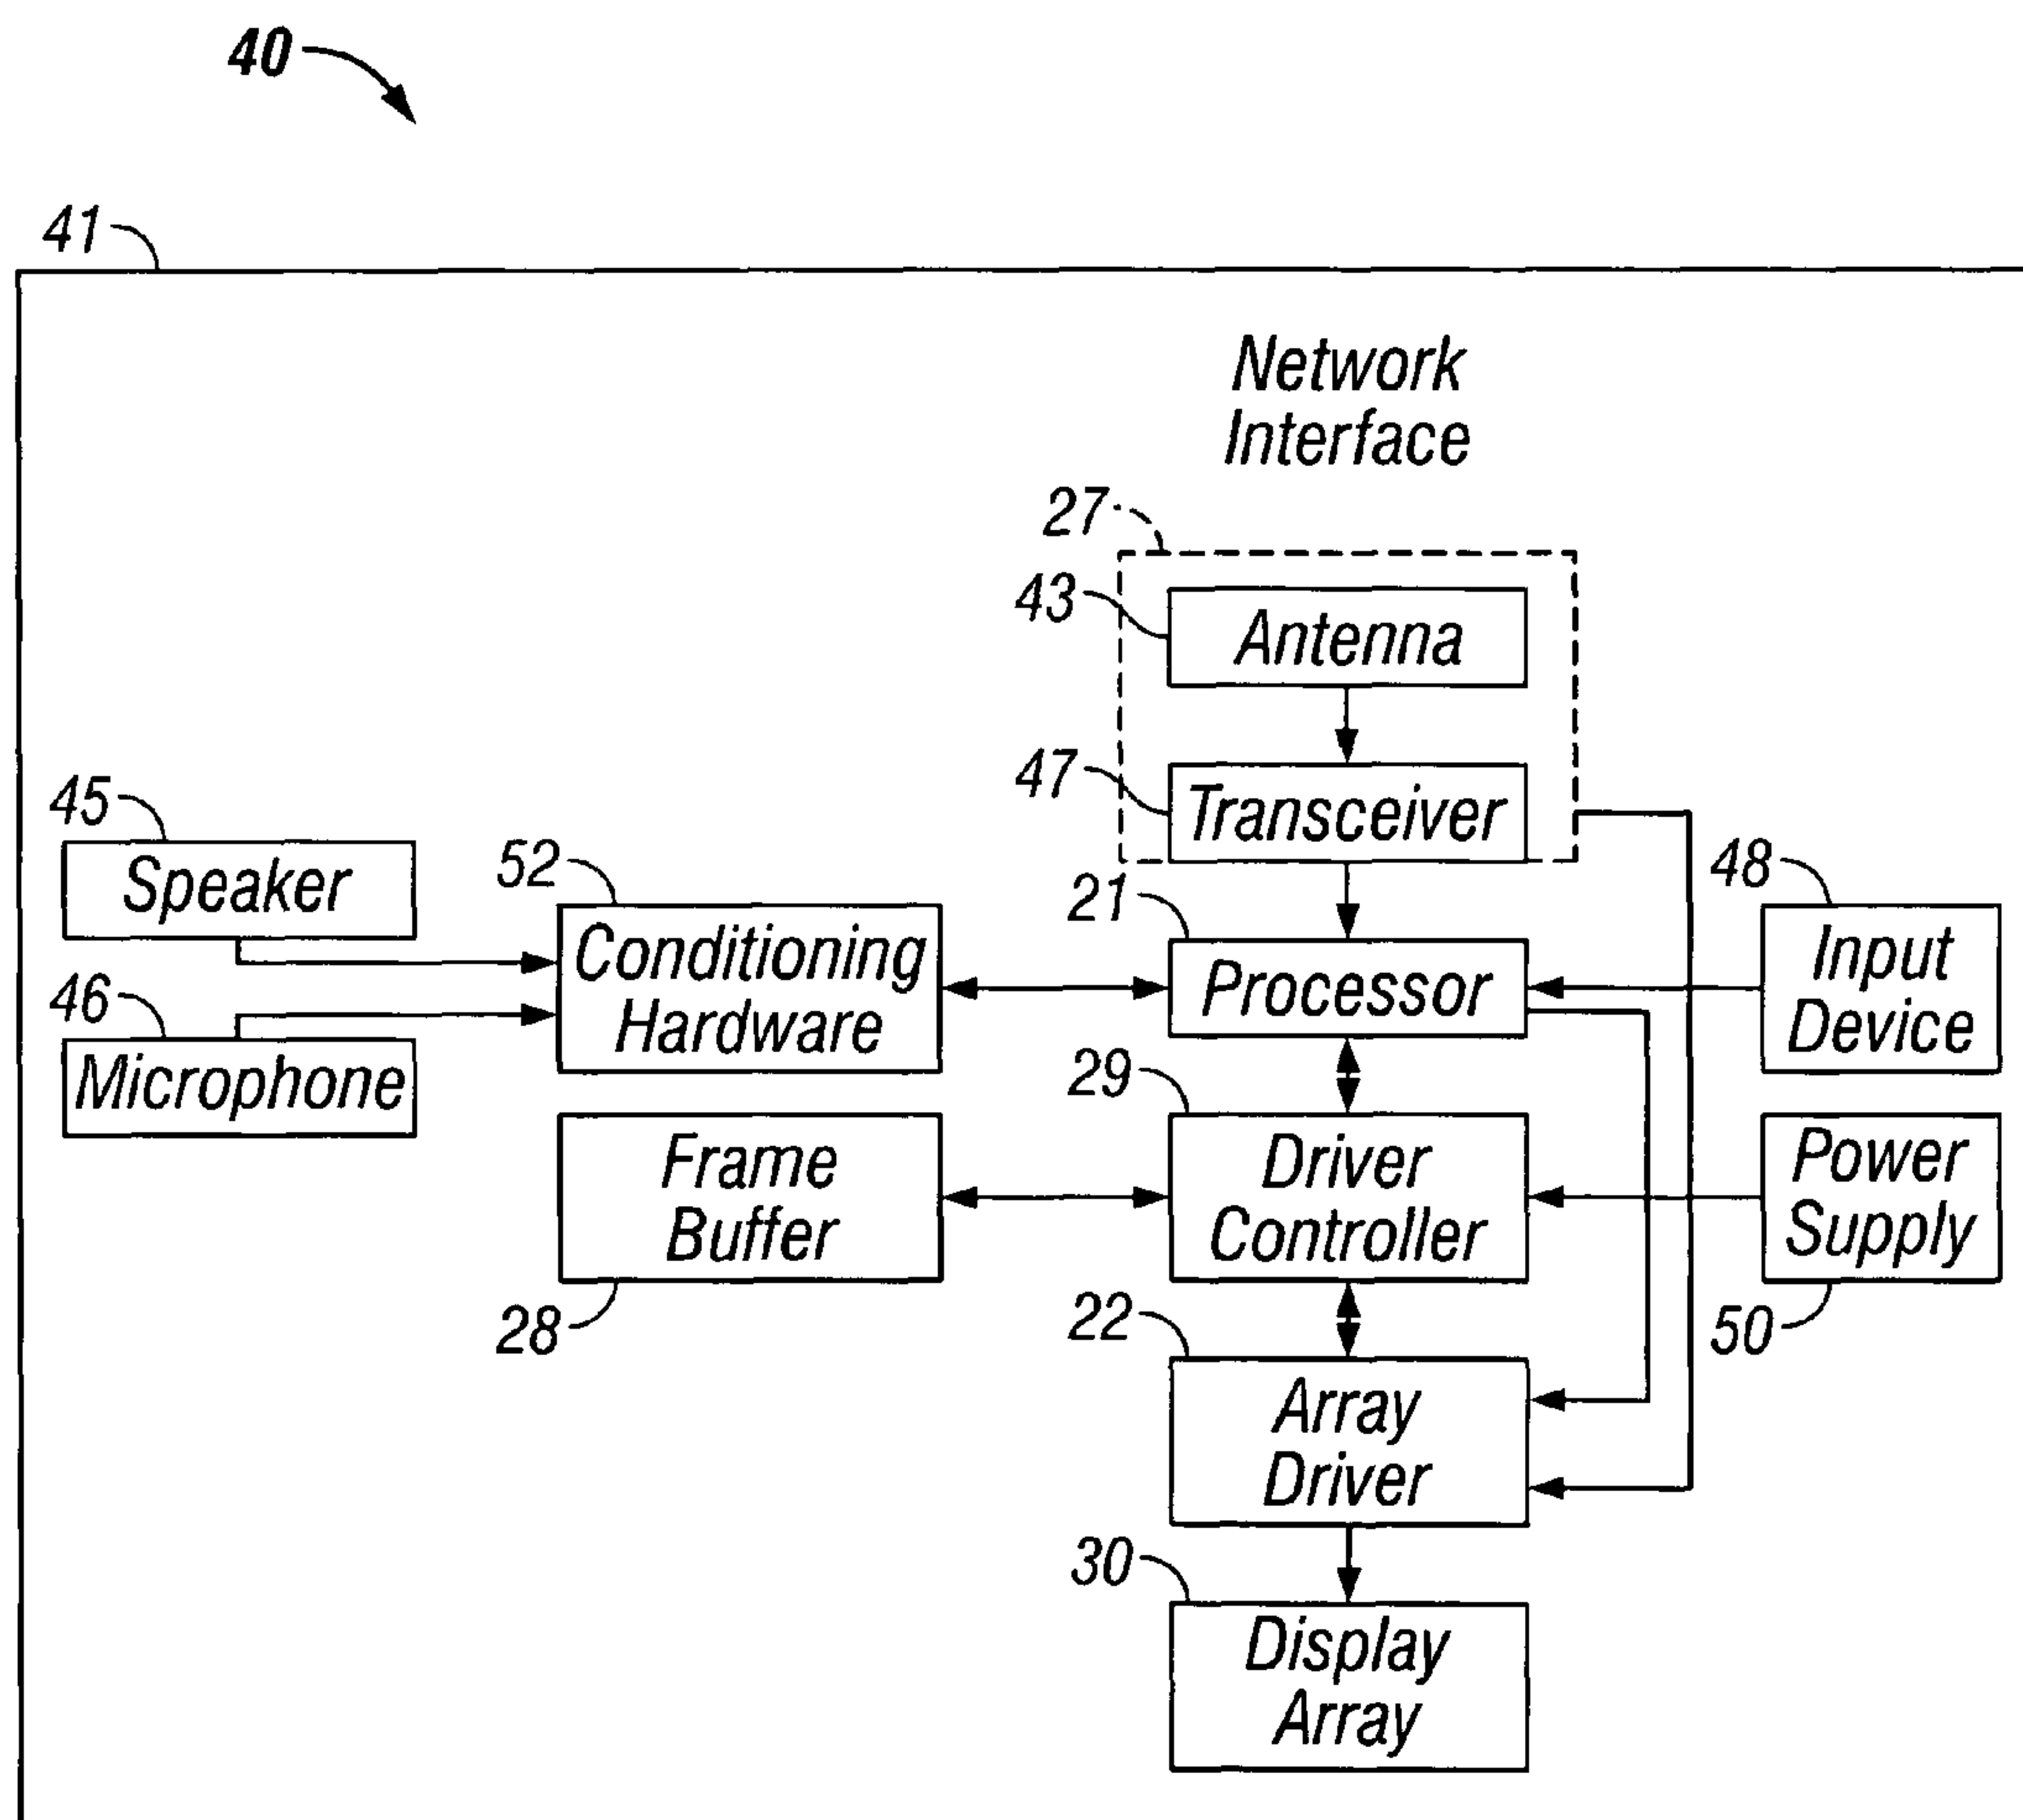 40
41
Network
Interface
27
43
Antenna
47
Transceiver
45
Speaker
52
Conditioning
Hardware
21
Processor
48
Input
Device
46
Microphone
29
Driver
Controller
Frame
Buffer
28
Power
Supply
50
22
Array
Driver
30
Display
Array